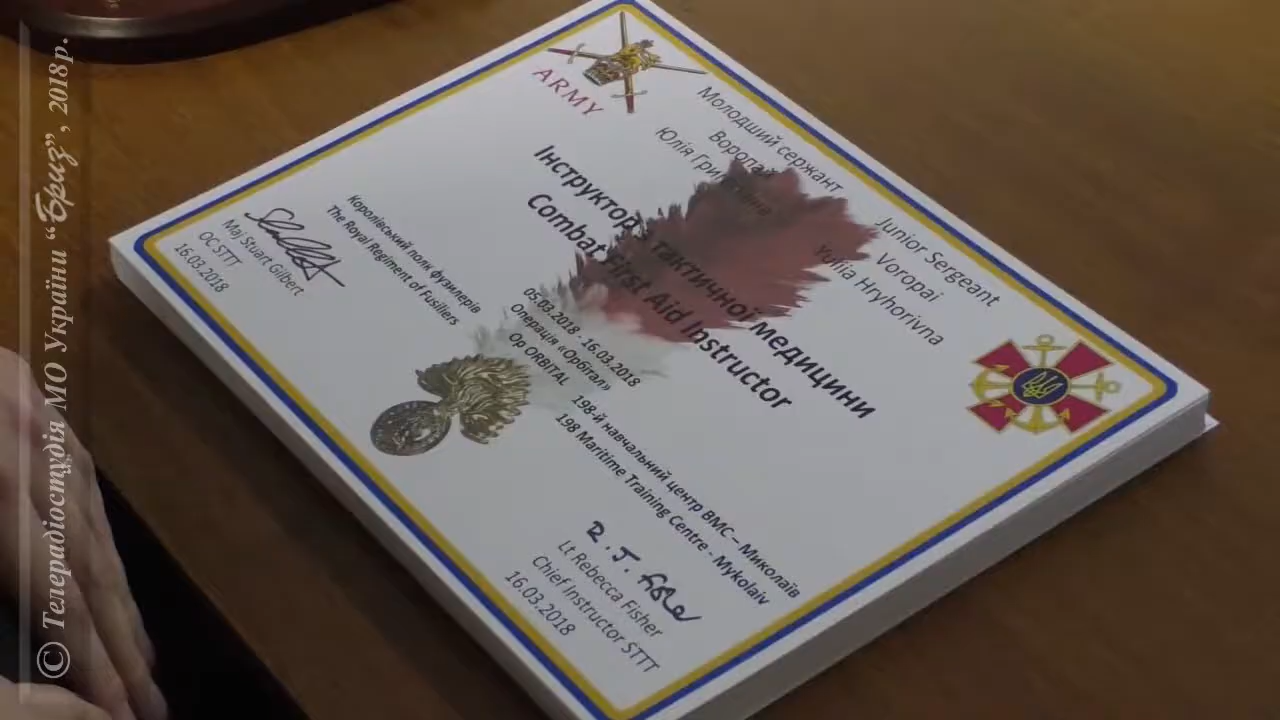 © Телерадіостудія МО України “Бриз”, 2018р.
ARMY
Молодший сержант
Воропай
Юлія
Junior Sergeant
Voropai
Yuliia Hryhorivna
Інструктор з тактичної медицини
Combat First Aid Instructor
05.03.2018 - 16.03.2018
Операція «Орбітал»
Op ORBITAL
Королівський полк фузилерів
The Royal Regiment of Fusiliers
198-й навчальний центр ВМС – Миколаїв
198 Maritime Training Centre - Mykolaiv
Maj Stuart Gilbert
OC STTT
16.03.2018
R. J.
Lt Rebecca Fisher
Chief Instructor STTT
16.03.2018